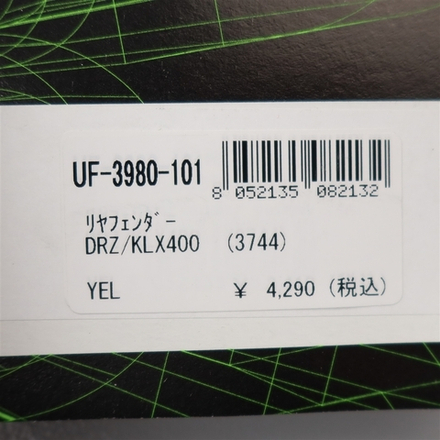 UF-3980-101
8 052135 082132
ﾘﾔﾌｪﾝﾀﾞｰ
DRZ/KLX400 (3744)
YEL ¥ 4,290 (税込)